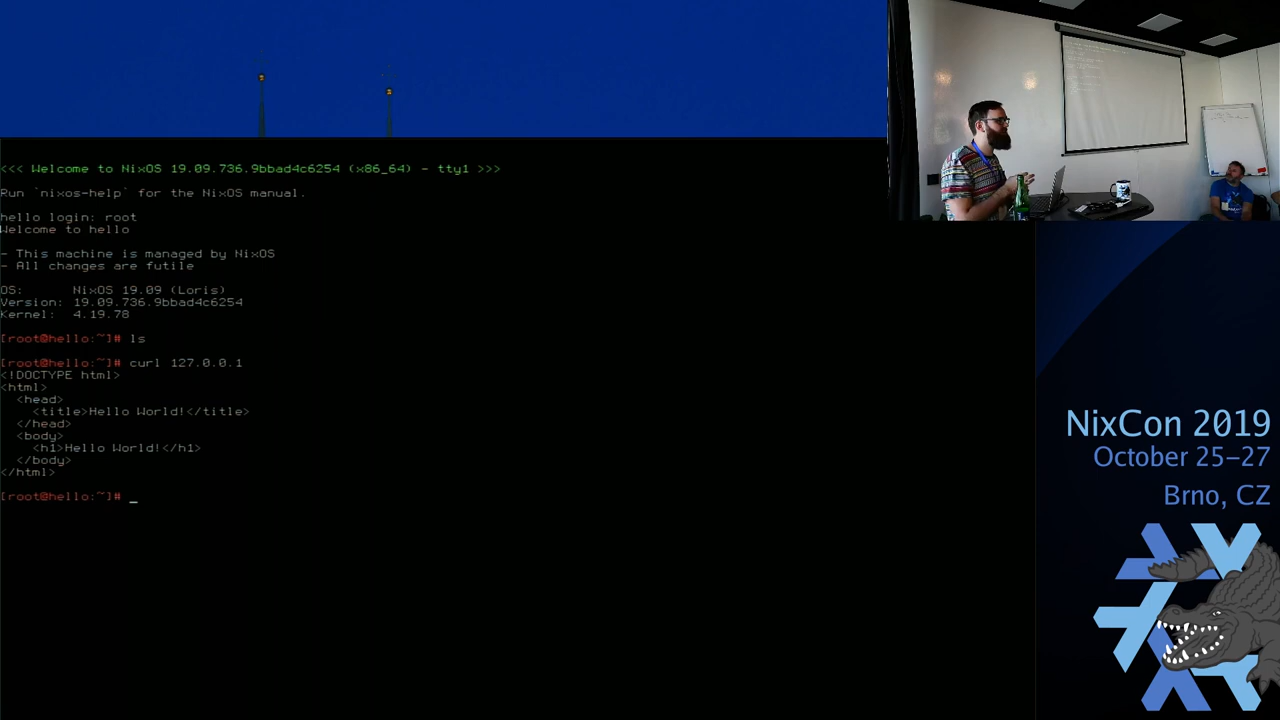 <<< Welcome to NixOS 19.09.736.9bbad4c6254 (x86_64) - tty1 >>>
Run `nixos-help` for the NixOS manual.
hello login: root
Welcome to hello
- This machine is managed by NixOS
- All changes are futile
OS:      NixOS 19.09 (Loris)
Version: 19.09.736.9bbad4c6254
Kernel:  4.19.78
[root@hello:~]# ls
[root@hello:~]# curl 127.0.0.1
<!DOCTYPE html>
<html>
  <head>
    <title>Hello World!</title>
  </head>
  <body>
    <h1>Hello World!</h1>
  </body>
</html>
[root@hello:~]# _
NixCon 2019
October 25–27
Brno, CZ